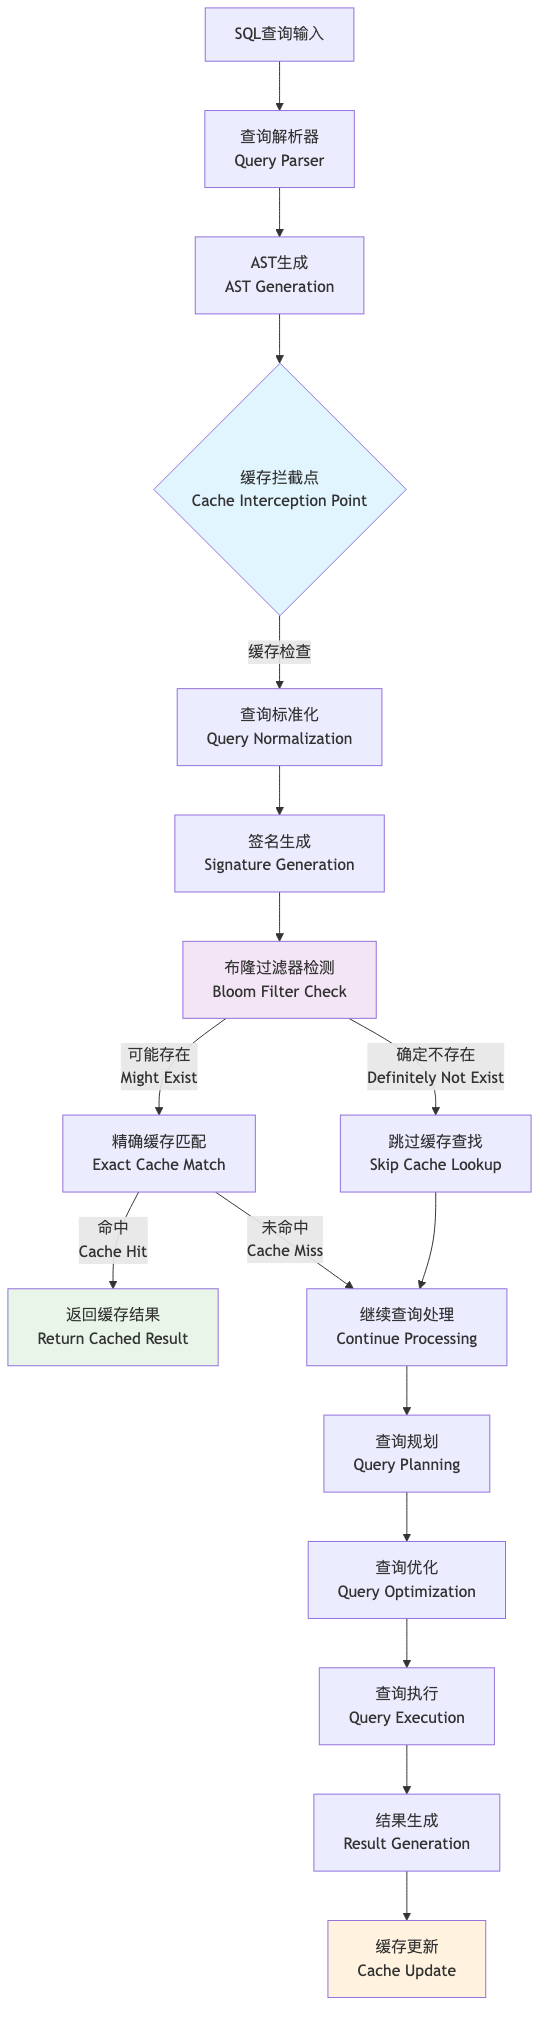 SQL查询输入
查询解析器
Query Parser
AST生成
AST Generation
缓存拦截点
Cache Interception Point
缓存检查
查询标准化
Query Normalization
签名生成
Signature Generation
布隆过滤器检测
Bloom Filter Check
可能存在
Might Exist
确定不存在
Definitely Not Exist
精确缓存匹配
Exact Cache Match
跳过缓存查找
Skip Cache Lookup
命中
Cache Hit
未命中
Cache Miss
返回缓存结果
Return Cached Result
继续查询处理
Continue Processing
查询规划
Query Planning
查询优化
Query Optimization
查询执行
Query Execution
结果生成
Result Generation
缓存更新
Cache Update